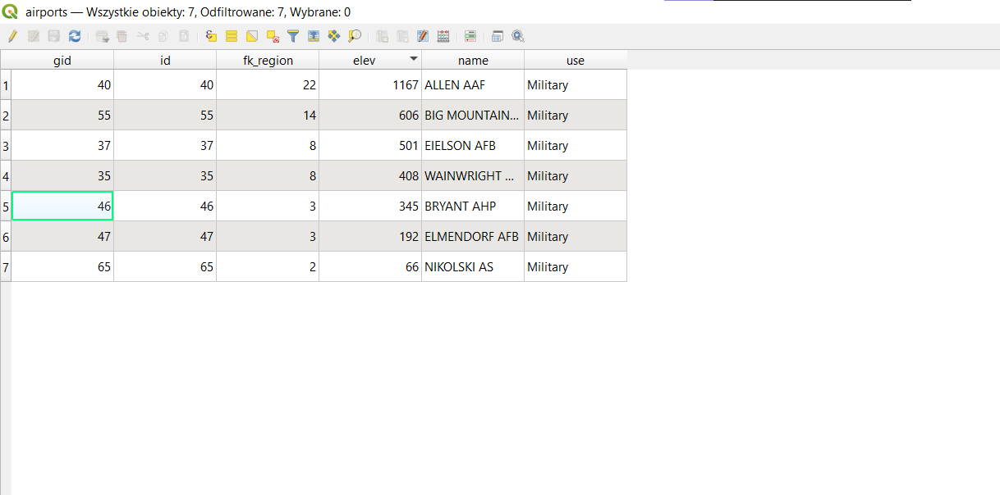 airports — Wszystkie obiekty: 7, Odfiltrowane: 7, Wybrane: 0
gid id fk_region elev name use
1 40 40 22 1167 ALLEN AAF Military
2 55 55 14 606 BIG MOUNTAIN... Military
3 37 37 8 501 EIELSON AFB Military
4 35 35 8 408 WAINWRIGHT ... Military
5 46 46 3 345 BRYANT AHP Military
6 47 47 3 192 ELMENDORF AFB Military
7 65 65 2 66 NIKOLSKI AS Military